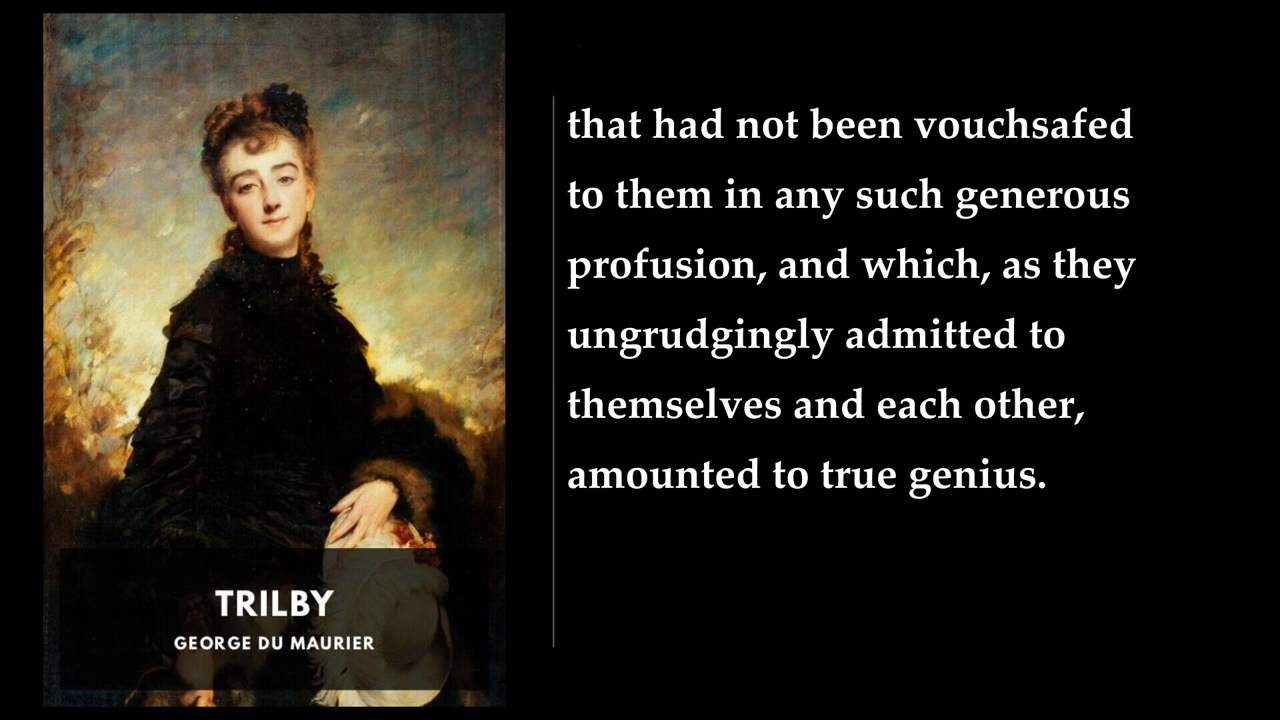 TRILBY
GEORGE DU MAURIER
that had not been vouchsafed
to them in any such generous
profusion, and which, as they
ungrudgingly admitted to
themselves and each other,
amounted to true genius.